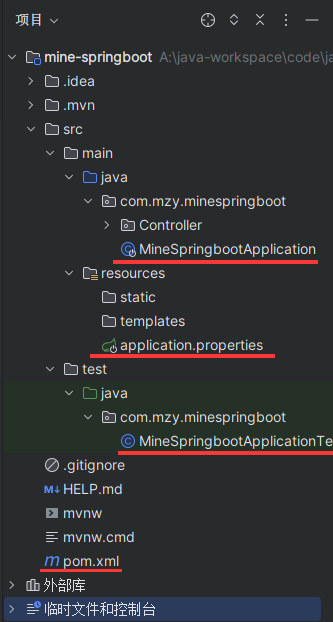 项目
mine-springboot A:\java-workspace\code\ja
.idea
.mvn
src
main
java
com.mzy.minespringboot
Controller
MineSpringbootApplication
resources
static
templates
application.properties
test
java
com.mzy.minespringboot
MineSpringbootApplicationTe
.gitignore
HELP.md
mvnw
mvnw.cmd
pom.xml
外部库
临时文件和控制台